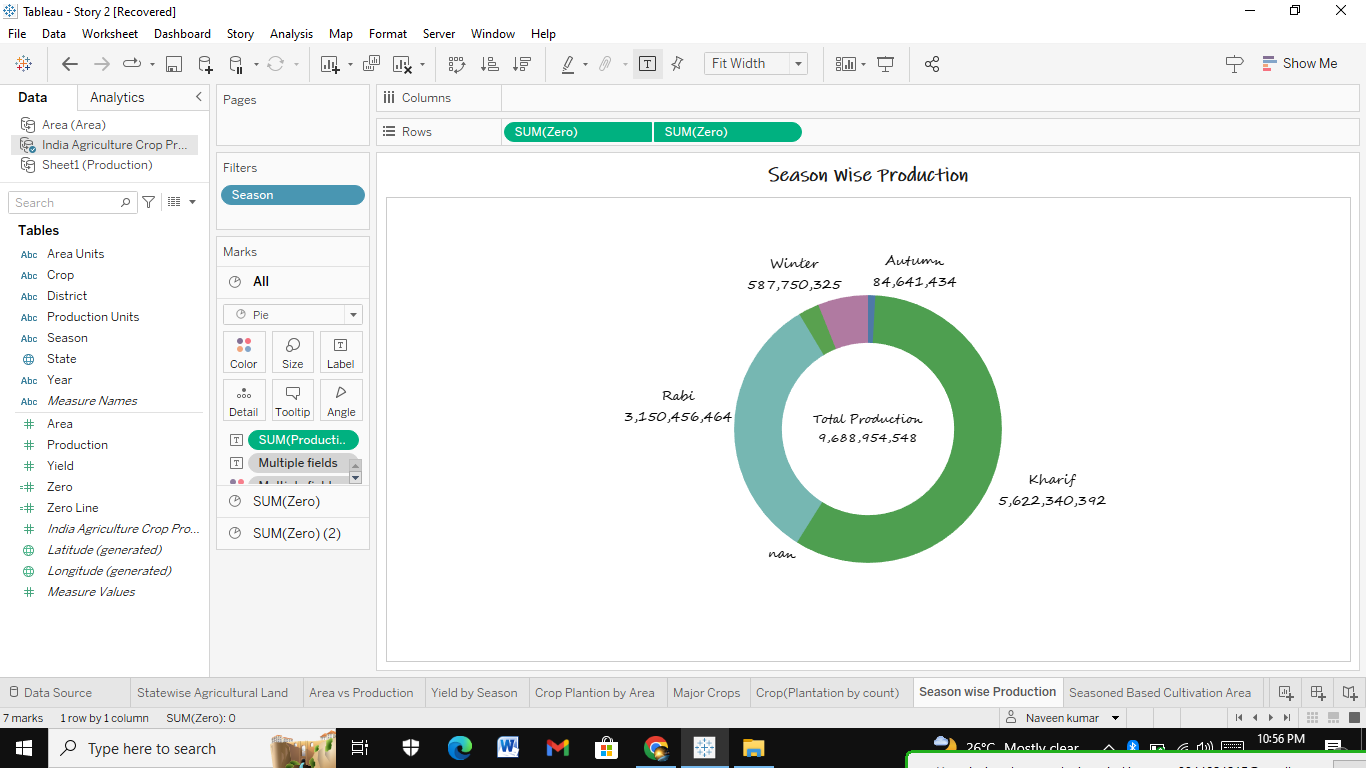 Tableau - Story 2 [Recovered]
File Data Worksheet Dashboard Story Analysis Map Format Server Window Help
Fit Width
Show Me
Data Analytics
Area (Area)
India Agriculture Crop Pr...
Sheet1 (Production)
Search
Tables
Abc Area Units
Abc Crop
Abc District
Abc Production Units
Abc Season
State
Abc Year
Abc Measure Names
# Area
# Production
# Yield
=# Zero
=# Zero Line
# India Agriculture Crop Pro...
Latitude (generated)
Longitude (generated)
# Measure Values
Pages
Filters
Season
Marks
All
Pie
Color Size Label
Detail Tooltip Angle
SUM(Producti..
Multiple fields
SUM(Zero)
SUM(Zero) (2)
Columns
Rows SUM(Zero) SUM(Zero)
Season Wise Production
Winter
587,750,325
Autumn
84,641,434
Rabi
3,150,456,464
Total Production
9,688,954,548
Kharif
5,622,340,392
nan
Data Source Statewise Agricultural Land Area vs Production Yield by Season Crop Plantion by Area Major Crops Crop(Plantation by count) Season wise Production Seasoned Based Cultivation Area
7 marks 1 row by 1 column SUM(Zero): 0 Naveen kumar
Type here to search
26°C Mostly clear
10:56 PM